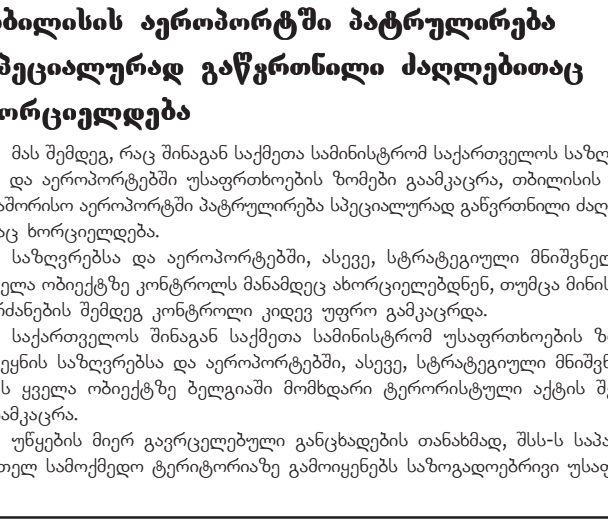 ბილისის აეროპორტში პატრულირება
პეციალურად გაწვრთნილი ძაღლებითაც
ორციელდება
მას შემდეგ, რაც შინაგან საქმეთა სამინისტრომ საქართველოს საზღ
და აეროპორტებში უსაფრთხოების ზომები გაამკაცრა, თბილისის
აშორისო აეროპორტში პატრულირება სპეციალურად გაწვრთნილი ძაღ
აც ხორციელდება.
საზღვრებსა და აეროპორტებში, ასევე, სტრატეგიული მნიშვნელ
ელა ობიექტზე კონტროლს მანამდეც ახორციელებდნენ, თუმცა მინის
რძანების შემდეგ კონტროლი კიდევ უფრო გამკაცრდა.
საქართველოს შინაგან საქმეთა სამინისტრომ უსაფრთხოების ზ
ეყნის საზღვრებსა და აეროპორტებში, ასევე, სტრატეგიული მნიშვნ
ს ყველა ობიექტზე ბელგიაში მომხდარი ტერორისტული აქტის შ
ამკაცრა.
უწყების მიერ გავრცელებული განცხადების თანახმად, შსს-ს საპა
თელ სამოქმედო ტერიტორიაზე გამოიყენებს საზოგადოებრივი უსაფ